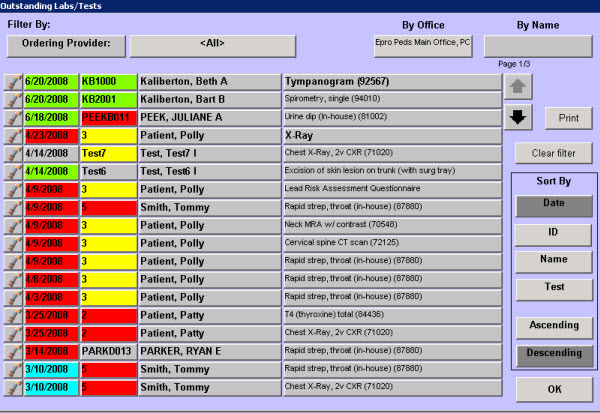 Outstanding Labs/Tests
Filter By: By Office By Name
Ordering Provider: <All> Epro Peds Main Office, PC
Page 1/3
6/20/2008 KB1000 Kaliberton, Beth A Tympanogram (92567)
6/20/2008 KB2001 Kaliberton, Bart B Spirometry, single (94010)
6/18/2008 PEEKB011 PEEK, JULIANE A Urine dip (In-house) (81002)
4/23/2008 3 Patient, Polly X-Ray
4/14/2008 Test7 Test, Test7 I Chest X-Ray, 2v CXR (71020)
4/14/2008 Test6 Test, Test6 I Excision of skin lesion on trunk (with surg tray)
4/9/2008 3 Patient, Polly Lead Risk Assessment Questionnaire
4/9/2008 5 Smith, Tommy Rapid strep, throat (in-house) (87880)
4/9/2008 3 Patient, Polly Neck MRA w/ contrast (70548)
4/9/2008 3 Patient, Polly Cervical spine CT scan (72125)
4/9/2008 3 Patient, Polly Rapid strep, throat (in-house) (87880)
4/8/2008 3 Patient, Polly Rapid strep, throat (in-house) (87880)
4/3/2008 3 Patient, Polly Rapid strep, throat (in-house) (87880)
3/25/2008 2 Patient, Patty T4 (thyroxine) total (84436)
3/25/2008 2 Patient, Patty Chest X-Ray, 2v CXR (71020)
3/14/2008 PARKD013 PARKER, RYAN E Rapid strep, throat (in-house) (87880)
3/10/2008 5 Smith, Tommy Rapid strep, throat (in-house) (87880)
3/10/2008 5 Smith, Tommy Chest X-Ray, 2v CXR (71020)
Print
Clear filter
Sort By
Date
ID
Name
Test
Ascending
Descending
OK